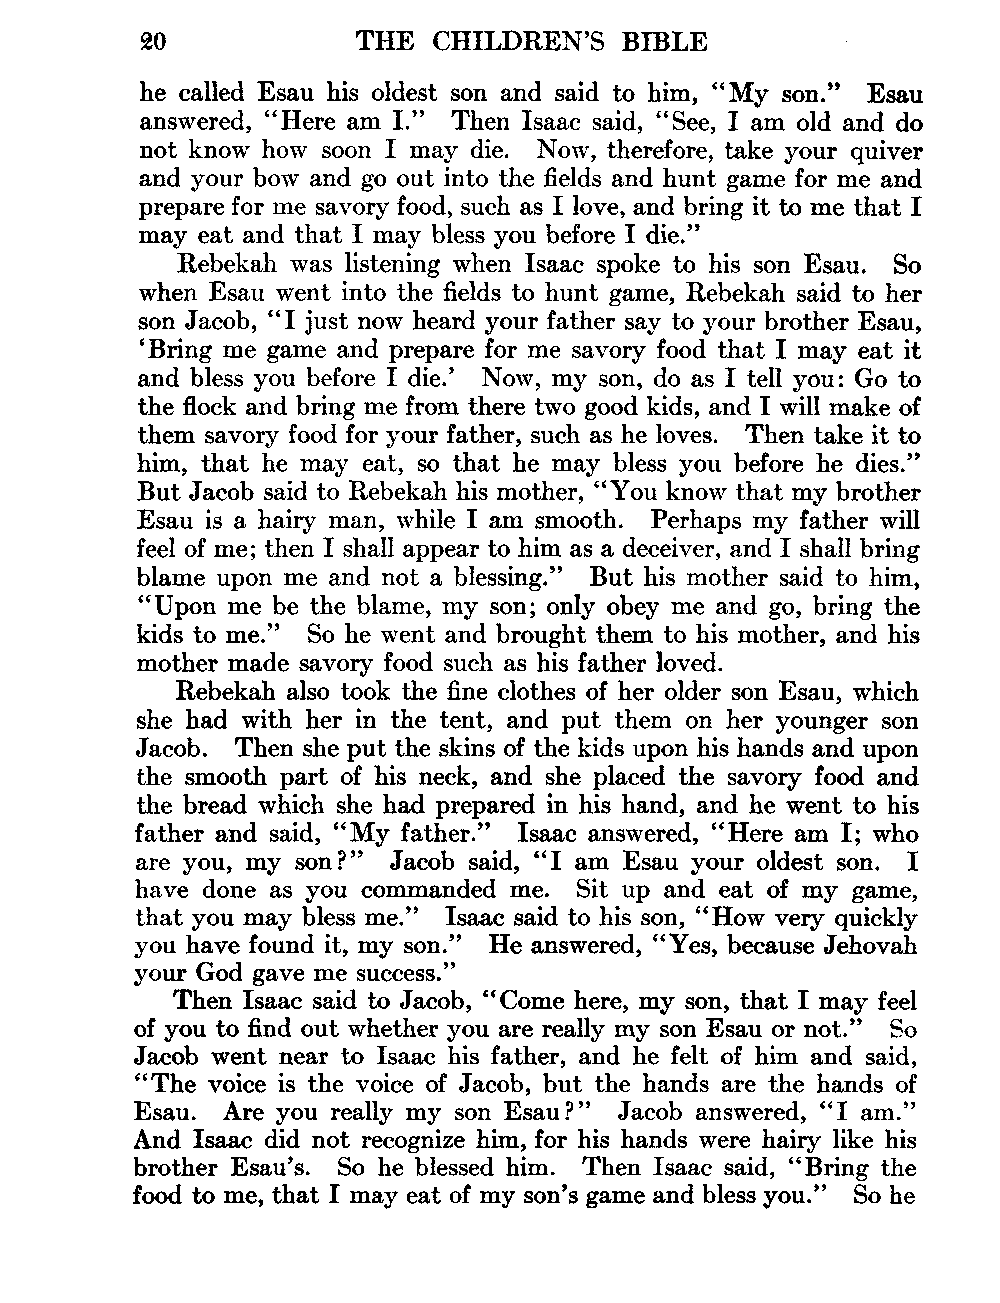 20 THE CHILDREN'S BIBLE
he called Esau his oldest son and said to him, “My son.” Esau
answered, “Here am I.” Then Isaac said, “See, I am old and do
not know how soon I may die. Now, therefore, take your quiver
and your bow and go out into the fields and hunt game for me and
prepare for me savory food, such as I love, and bring it to me that I
may eat and that I may bless you before I die.”
Rebekah was listening when Isaac spoke to his son Esau. So
when Esau went into the fields to hunt game, Rebekah said to her
son Jacob, “I just now heard your father say to your brother Esau,
‘Bring me game and prepare for me savory food that I may eat it
and bless you before I die.’ Now, my son, do as I tell you: Go to
the flock and bring me from there two good kids, and I will make of
them savory food for your father, such as he loves. Then take it to
him, that he may eat, so that he may bless you before he dies.”
But Jacob said to Rebekah his mother, “You know that my brother
Esau is a hairy man, while I am smooth. Perhaps my father will
feel of me; then I shall appear to him as a deceiver, and I shall bring
blame upon me and not a blessing.” But his mother said to him,
“Upon me be the blame, my son; only obey me and go, bring the
kids to me.” So he went and brought them to his mother, and his
mother made savory food such as his father loved.
Rebekah also took the fine clothes of her older son Esau, which
she had with her in the tent, and put them on her younger son
Jacob. Then she put the skins of the kids upon his hands and upon
the smooth part of his neck, and she placed the savory food and
the bread which she had prepared in his hand, and he went to his
father and said, “My father.” Isaac answered, “Here am I; who
are you, my son?” Jacob said, “I am Esau your oldest son. I
have done as you commanded me. Sit up and eat of my game,
that you may bless me.” Isaac said to his son, “How very quickly
you have found it, my son.” He answered, “Yes, because Jehovah
your God gave me success.”
Then Isaac said to Jacob, “Come here, my son, that I may feel
of you to find out whether you are really my son Esau or not.” So
Jacob went near to Isaac his father, and he felt of him and said,
“The voice is the voice of Jacob, but the hands are the hands of
Esau. Are you really my son Esau?” Jacob answered, “I am.”
And Isaac did not recognize him, for his hands were hairy like his
brother Esau's. So he blessed him. Then Isaac said, “Bring the
food to me, that I may eat of my son's game and bless you.” So he